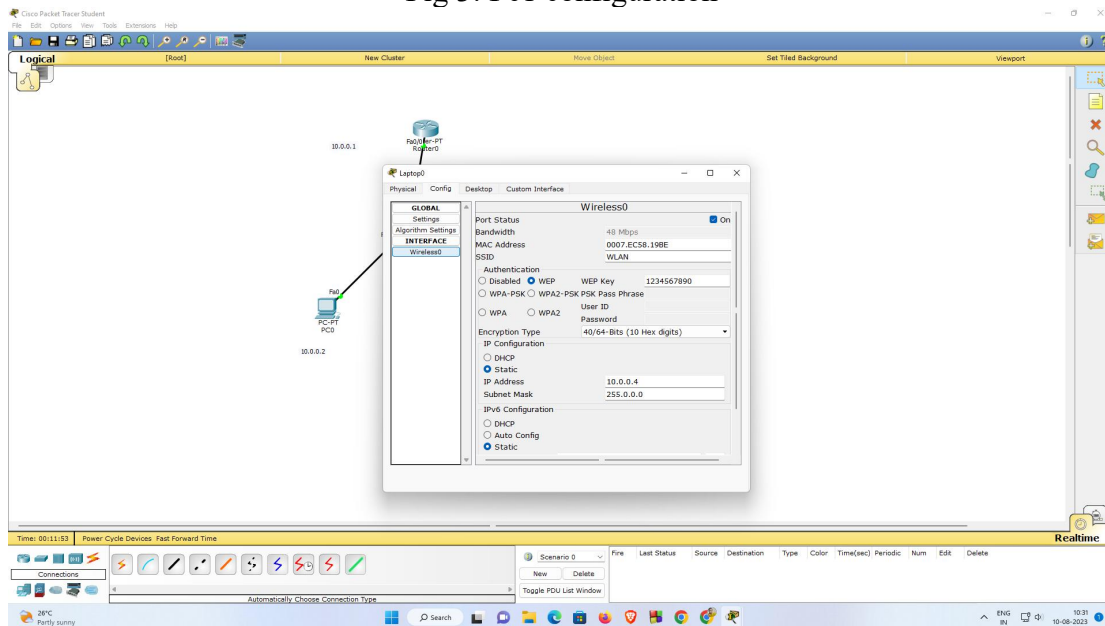 Fig 3: PC1 configuration
Cisco Packet Tracer Student
File Edit Options View Tools Extensions Help
Logical [Root] New Cluster Move Object Set Tiled Background Viewport
10.0.0.1
Router0
Fa0
PC-PT
PC0
10.0.0.2
Laptop0
Physical Config Desktop Custom Interface
GLOBAL
Settings
Algorithm Settings
INTERFACE
Wireless0
Wireless0
Port Status On
Bandwidth 48 Mbps
MAC Address 0007.EC58.19BE
SSID WLAN
Authentication
Disabled WEP WEP Key 1234567890
WPA-PSK WPA2-PSK PSK Pass Phrase
User ID
WPA WPA2
Password
Encryption Type 40/64-Bits (10 Hex digits)
IP Configuration
DHCP
Static
IP Address 10.0.0.4
Subnet Mask 255.0.0.0
IPv6 Configuration
DHCP
Auto Config
Static
Time: 00:11:53 Power Cycle Devices Fast Forward Time Realtime
Connections
Automatically Choose Connection Type
Scenario 0
New Delete
Toggle PDU List Window
Fire Last Status Source Destination Type Color Time(sec) Periodic Num Edit Delete
26°C
Partly sunny
Search
ENG
IN
10:31
10-08-2023